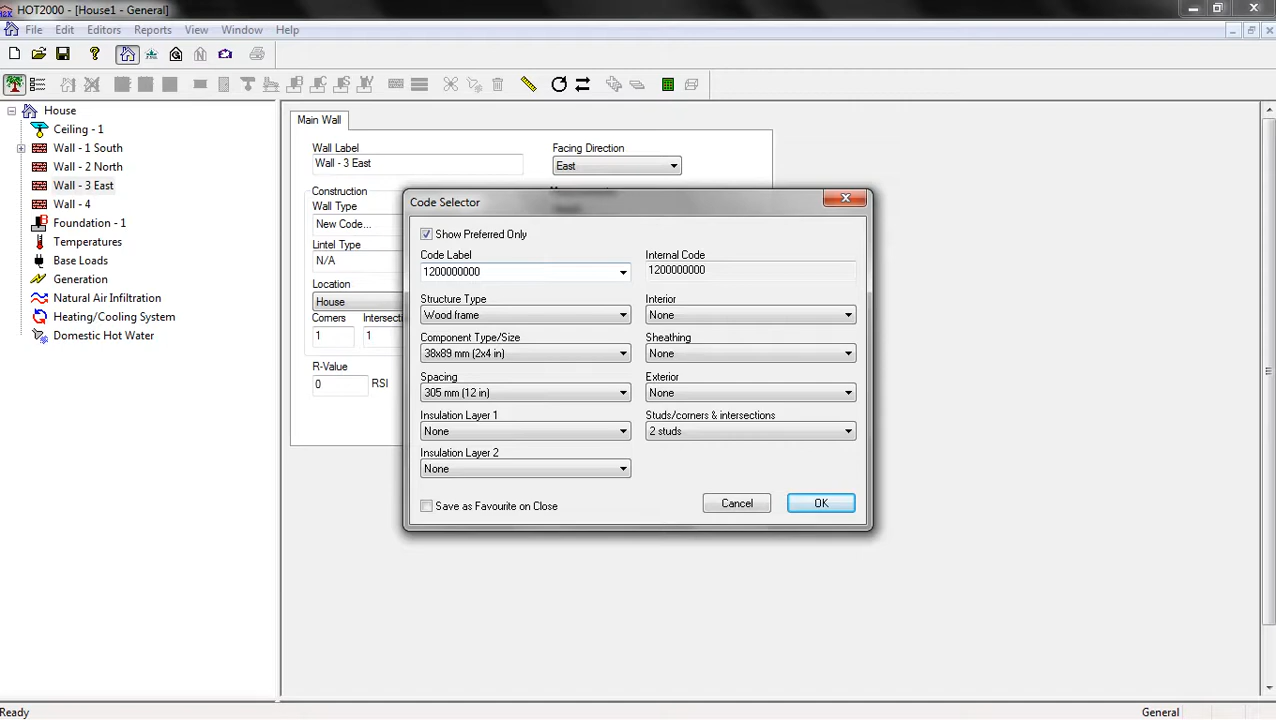 HOT2000 - [House1 - General]
File Edit Editors Reports View Window Help
House
Ceiling - 1
Wall - 1 South
Wall - 2 North
Wall - 3 East
Wall - 4
Foundation - 1
Temperatures
Base Loads
Generation
Natural Air Infiltration
Heating/Cooling System
Domestic Hot Water
Main Wall
Wall Label
Wall - 3 East
Facing Direction
East
Construction
Wall Type
New Code...
Lintel Type
N/A
Location
House
Corners
1
1
R-Value
0 RSI
Code Selector
Show Preferred Only
Code Label
1200000000
Internal Code
1200000000
Structure Type
Wood frame
Interior
None
Component Type/Size
38x89 mm (2x4 in)
Sheathing
None
Spacing
305 mm (12 in)
Exterior
None
Insulation Layer 1
None
Studs/corners & intersections
2 studs
Insulation Layer 2
None
Save as Favourite on Close
Cancel
OK
Ready
General